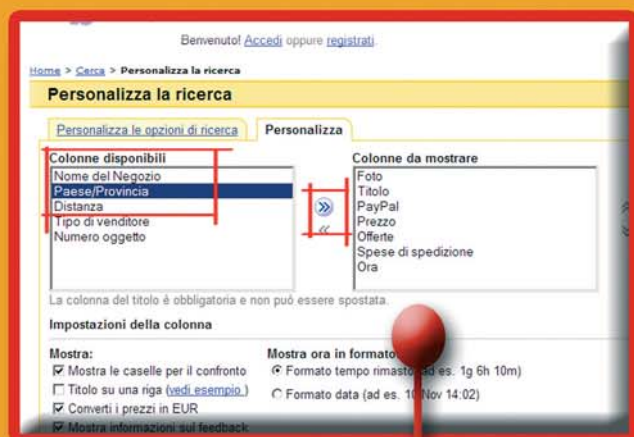 Benvenuto! Accedi oppure registrati.
Home > Cerca > Personalizza la ricerca
Personalizza la ricerca
Personalizza le opzioni di ricerca
Personalizza
Colonne disponibili
Nome del Negozio
Paese/Provincia
Distanza
Tipo di venditore
Numero oggetto
Colonne da mostrare
Foto
Titolo
PayPal
Prezzo
Offerte
Spese di spedizione
Ora
La colonna del titolo è obbligatoria e non può essere spostata.
Impostazioni della colonna
Mostra:
Mostra le caselle per il confronto
Titolo su una riga (vedi esempio )
Converti i prezzi in EUR
Mostra informazioni sul feedback
Mostra ora in formato
Formato tempo rimasto ad es. 1g 6h 10m)
Formato data (ad es. 10 Nov 14:02)